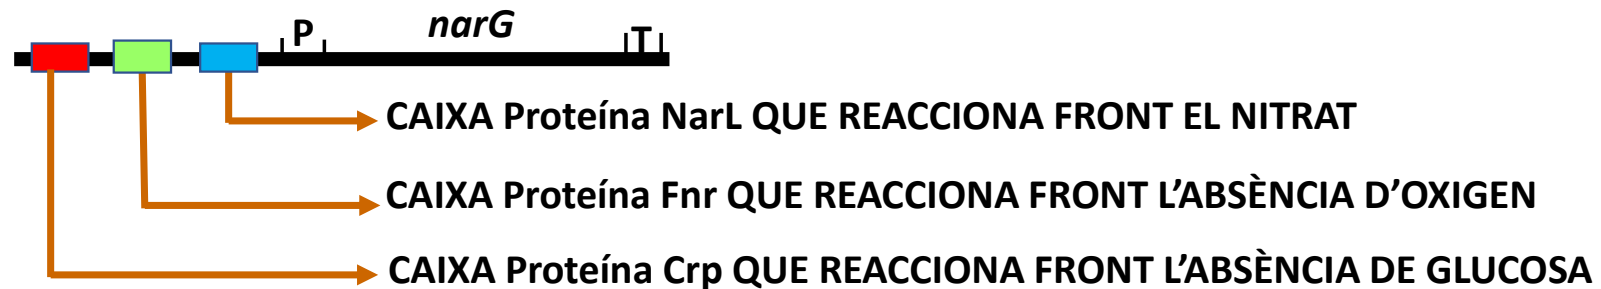 P narG T
CAIXA Proteína NarL QUE REACCIONA FRONT EL NITRAT
CAIXA Proteína Fnr QUE REACCIONA FRONT L’ABSÈNCIA D’OXIGEN
CAIXA Proteína Crp QUE REACCIONA FRONT L’ABSÈNCIA DE GLUCOSA